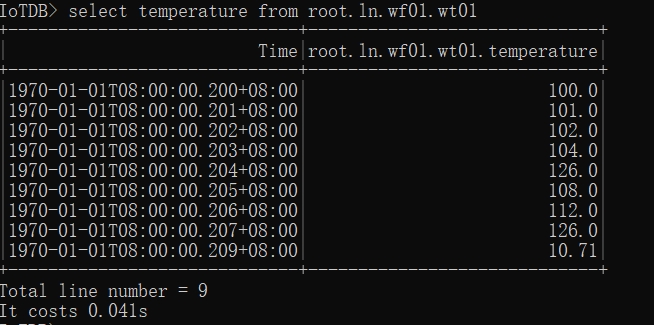 IoTDB> select temperature from root.ln.wf01.wt01
+-----------------------------+-----------------------------+
|                         Time|root.ln.wf01.wt01.temperature|
+-----------------------------+-----------------------------+
|1970-01-01T08:00:00.200+08:00|                        100.0|
|1970-01-01T08:00:00.201+08:00|                        101.0|
|1970-01-01T08:00:00.202+08:00|                        102.0|
|1970-01-01T08:00:00.203+08:00|                        104.0|
|1970-01-01T08:00:00.204+08:00|                        126.0|
|1970-01-01T08:00:00.205+08:00|                        108.0|
|1970-01-01T08:00:00.206+08:00|                        112.0|
|1970-01-01T08:00:00.207+08:00|                        126.0|
|1970-01-01T08:00:00.209+08:00|                        10.71|
+-----------------------------+-----------------------------+
Total line number = 9
It costs 0.041s